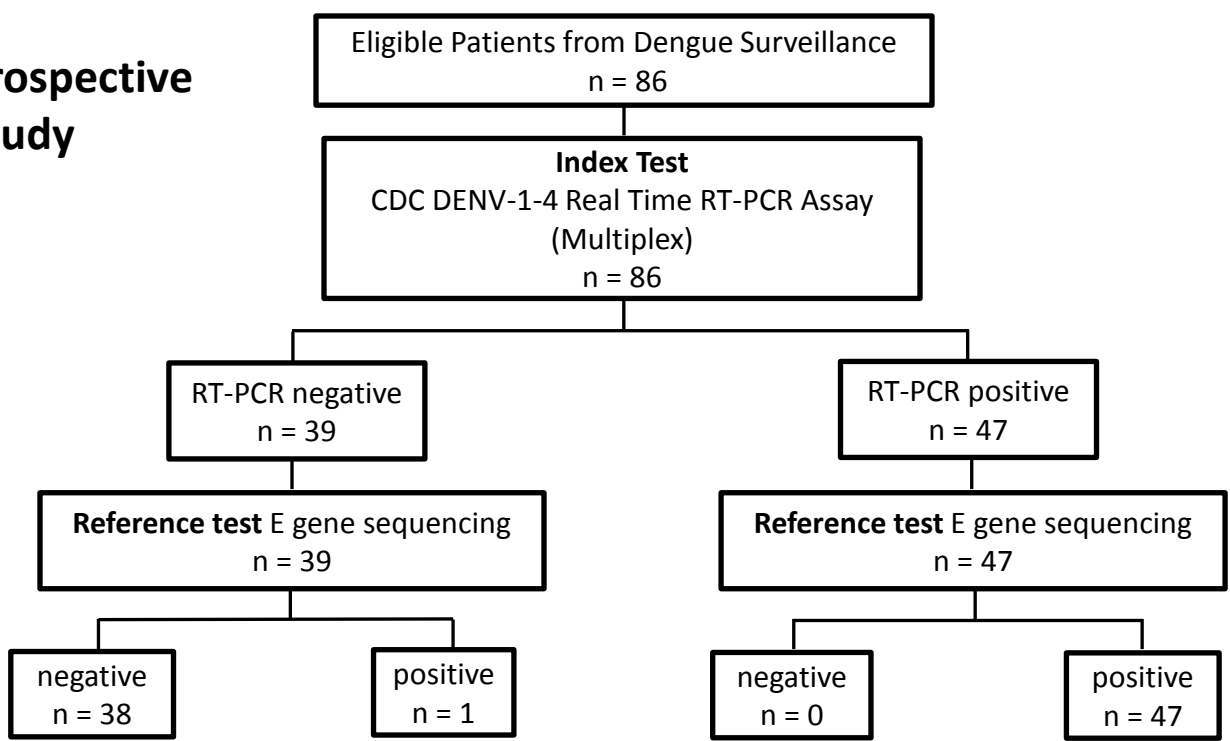 rospective
udy
Eligible Patients from Dengue Surveillance
n = 86
Index Test
CDC DENV-1-4 Real Time RT-PCR Assay
(Multiplex)
n = 86
RT-PCR negative
n = 39
RT-PCR positive
n = 47
Reference test E gene sequencing
n = 39
Reference test E gene sequencing
n = 47
negative
n = 38
positive
n = 1
negative
n = 0
positive
n = 47